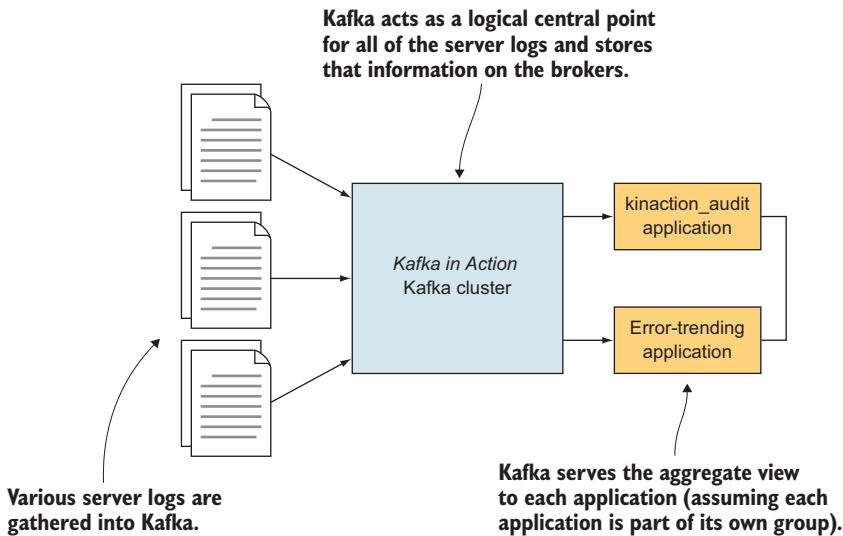 Kafka acts as a logical central point
for all of the server logs and stores
that information on the brokers.
kinaction_audit
application
Kafka in Action
Kafka cluster
Error-trending
application
Various server logs are
gathered into Kafka.
Kafka serves the aggregate view
to each application (assuming each
application is part of its own group).